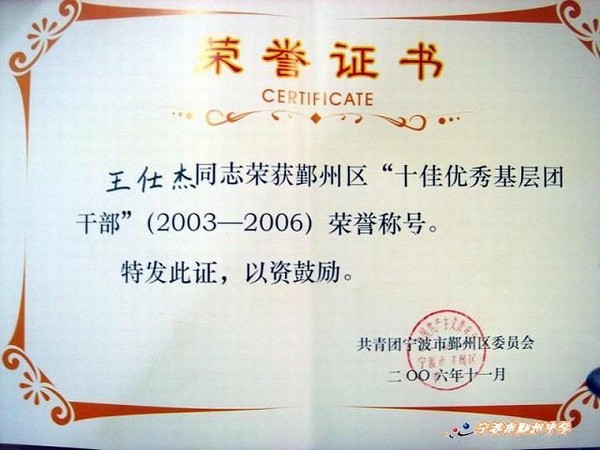 荣誉证书
CERTIFICATE
王仕杰同志荣获鄞州区“十佳优秀基层团
干部”(2003—2006)荣誉称号。
特发此证，以资鼓励。
共青团宁波市鄞州区委员会
二〇〇六年十一月
宁波市鄞州中学